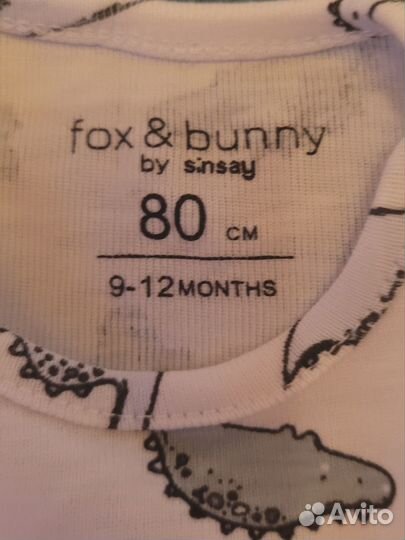 fox & bunny
by sinsay
80 CM
9-12 MONTHS
Avito